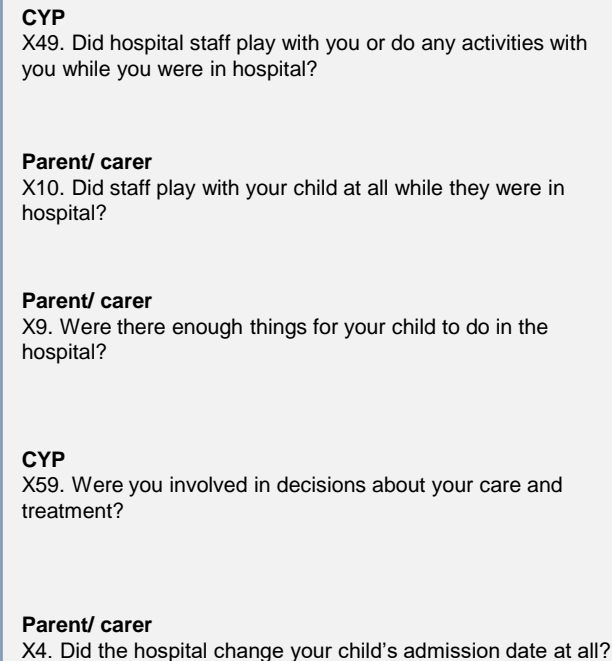 CYP
X49. Did hospital staff play with you or do any activities with
you while you were in hospital?
Parent/ carer
X10. Did staff play with your child at all while they were in
hospital?
Parent/ carer
X9. Were there enough things for your child to do in the
hospital?
CYP
X59. Were you involved in decisions about your care and
treatment?
Parent/ carer
X4. Did the hospital change your child’s admission date at all?